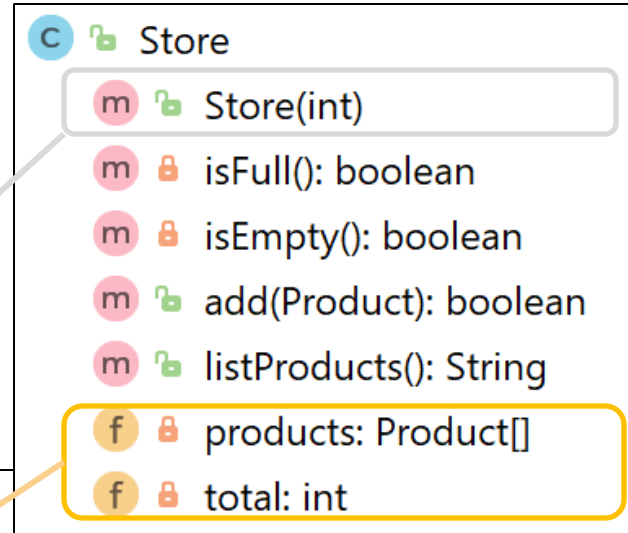 C Store
m Store(int)
m isFull(): boolean
m isEmpty(): boolean
m add(Product): boolean
m listProducts(): String
f products: Product[]
f total: int